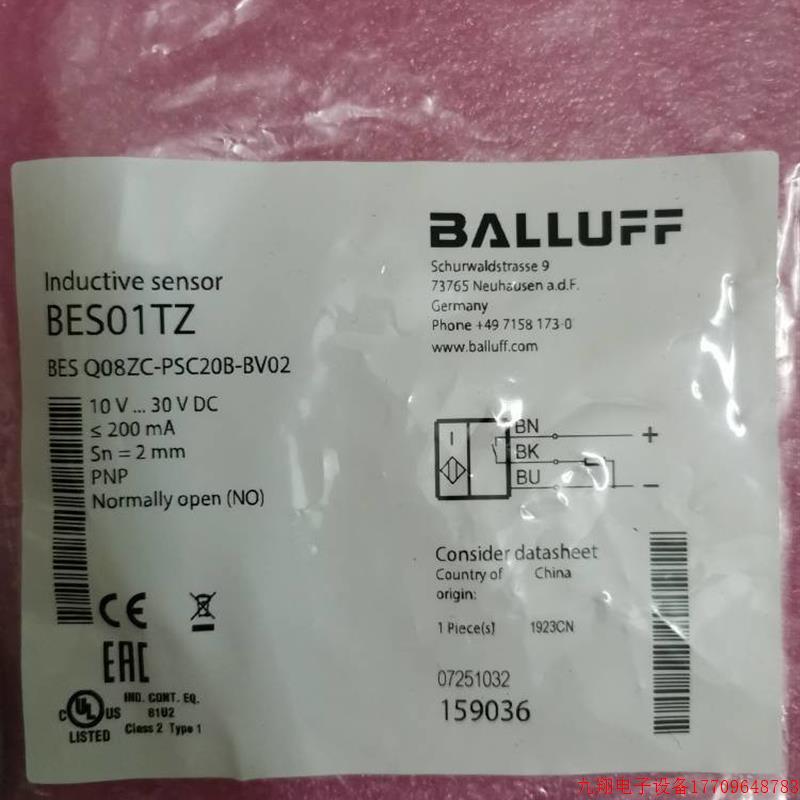 BALLUFF
Schurwaldstrasse 9
73765 Neuhausen a.d.F.
Germany
Phone +49 7158 173-0
www.balluff.com
Inductive sensor
BES01TZ
BES Q08ZC-PSC20B-BV02
10 V ... 30 V DC
≤ 200 mA
Sn = 2 mm
PNP
Normally open (NO)
BN
+
BK
BU
−
Consider datasheet
Country of China
origin:
1 Piece(s) 1923CN
07251032
159036
CE
EAC
C UL US
LISTED
IND. CONT. EQ.
81U2
Class 2 Type 1
九翔电子设备17709648783